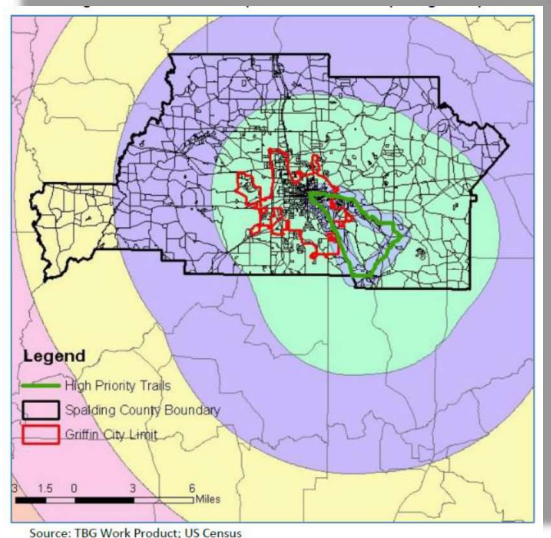 Legend
High Priority Trails
Spalding County Boundary
Griffin City Limit
3 1.5 0 3 6
Miles
Source: TBG Work Product; US Census